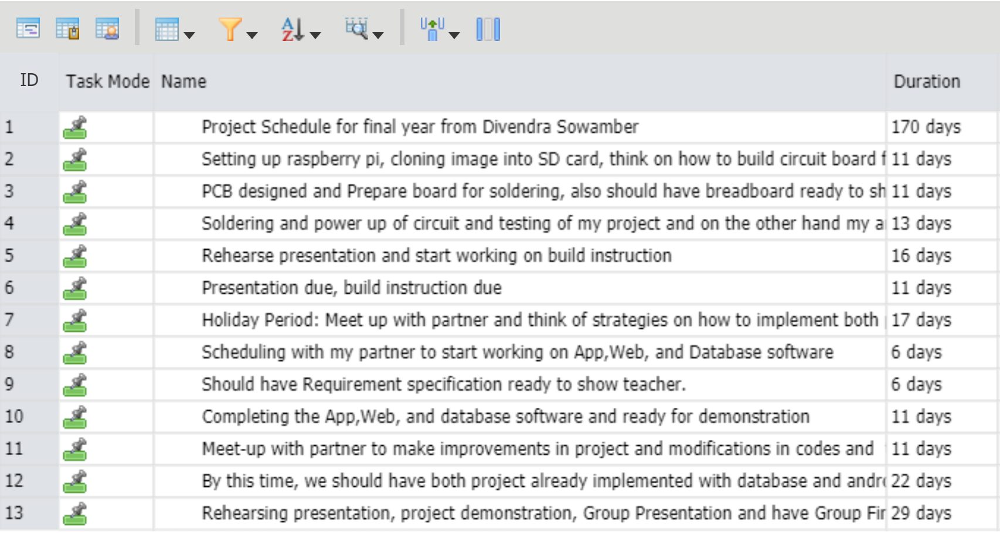 ID Task Mode Name Duration
1 Project Schedule for final year from Divendra Sowamber 170 days
2 Setting up raspberry pi, cloning image into SD card, think on how to build circuit board f 11 days
3 PCB designed and Prepare board for soldering, also should have breadboard ready to sh 11 days
4 Soldering and power up of circuit and testing of my project and on the other hand my a 13 days
5 Rehearse presentation and start working on build instruction 16 days
6 Presentation due, build instruction due 11 days
7 Holiday Period: Meet up with partner and think of strategies on how to implement both 17 days
8 Scheduling with my partner to start working on App,Web, and Database software 6 days
9 Should have Requirement specification ready to show teacher. 6 days
10 Completing the App,Web, and database software and ready for demonstration 11 days
11 Meet-up with partner to make improvements in project and modifications in codes and 11 days
12 By this time, we should have both project already implemented with database and andr 22 days
13 Rehearsing presentation, project demonstration, Group Presentation and have Group Fin 29 days